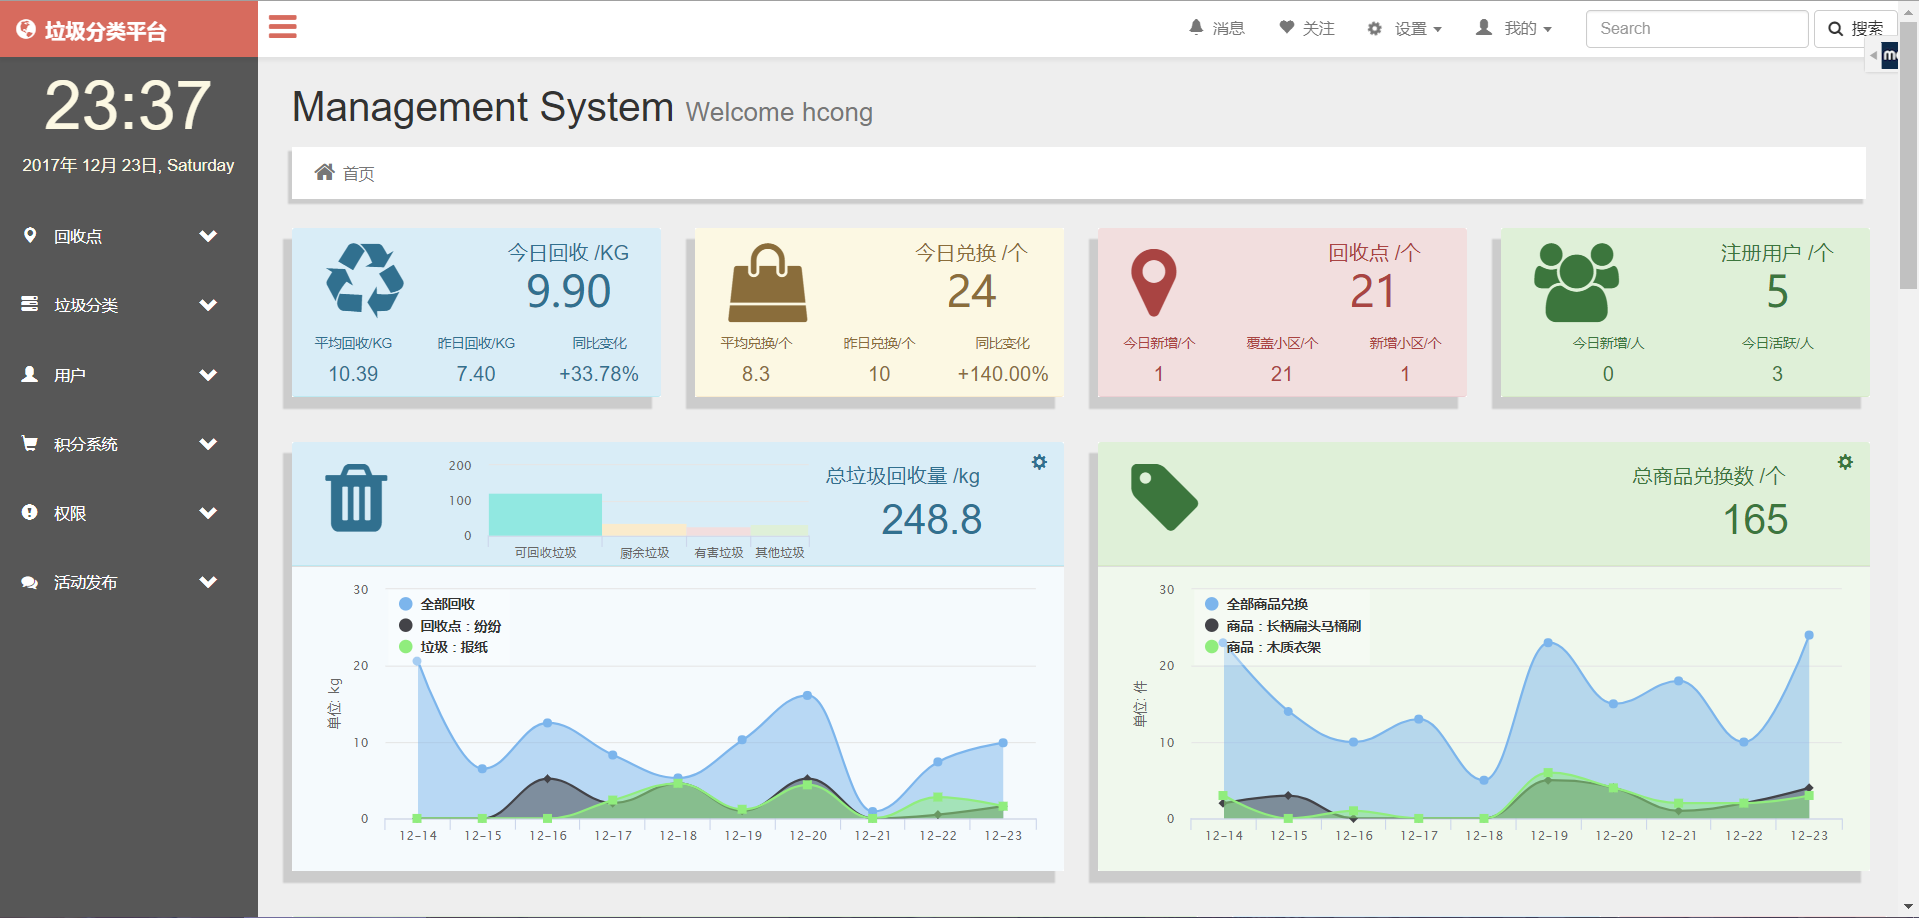 垃圾分类平台
消息 关注 设置 我的 Search 搜索
23:37
2017年 12月 23日, Saturday
回收点
垃圾分类
用户
积分系统
权限
活动发布
Management System Welcome hcong
首页
今日回收 /KG
9.90
平均回收/KG 昨日回收/KG 同比变化
10.39 7.40 +33.78%
今日兑换 /个
24
平均兑换/个 昨日兑换/个 同比变化
8.3 10 +140.00%
回收点 /个
21
今日新增/个 覆盖小区/个 新增小区/个
1 21 1
注册用户 /个
5
今日新增/人 今日活跃/人
0 3
200
100
0
可回收垃圾 厨余垃圾 有害垃圾 其他垃圾
总垃圾回收量 /kg
248.8
全部回收
回收点：纷纷
垃圾：报纸
单位: kg
30
20
10
0
12-14 12-15 12-16 12-17 12-18 12-19 12-20 12-21 12-22 12-23
总商品兑换数 /个
165
全部商品兑换
商品：长柄扁头马桶刷
商品：木质衣架
单位: 件
30
20
10
0
12-14 12-15 12-16 12-17 12-18 12-19 12-20 12-21 12-22 12-23